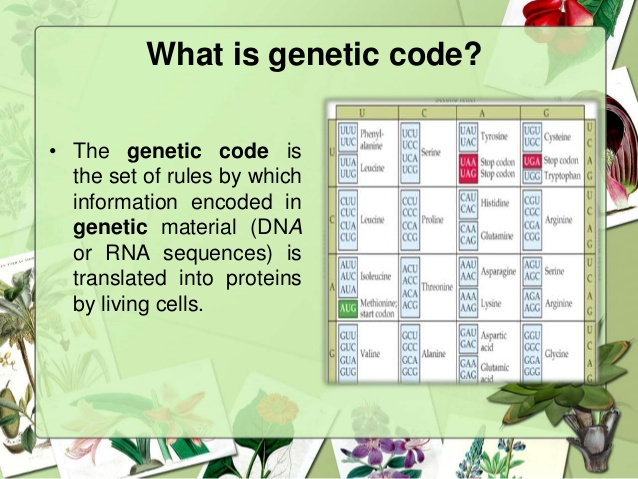 What is genetic code?
• The genetic code is
the set of rules by which
information encoded in
genetic material (DNA
or RNA sequences) is
translated into proteins
by living cells.
U C A G
U
UUU
UUC
Phenyl-
alanine
UUA
UUG
Leucine
UCU
UCC
UCA
UCG
Serine
UAU
UAC
Tyrosine
UAA Stop codon
UAG Stop codon
UGU
UGC
Cysteine
UGA Stop codon
UGG Tryptophan
U
C
A
G
C
CUU
CUC
CUA
CUG
Leucine
CCU
CCC
CCA
CCG
Proline
CAU
CAC
Histidine
CAA
CAG
Glutamine
CGU
CGC
CGA
CGG
Arginine
U
C
A
G
A
AUU
AUC
AUA
Isoleucine
AUG
Methionine;
start codon
ACU
ACC
ACA
ACG
Threonine
AAU
AAC
Asparagine
AAA
AAG
Lysine
AGU
AGC
Serine
AGA
AGG
Arginine
U
C
A
G
G
GUU
GUC
GUA
GUG
Valine
GCU
GCC
GCA
GCG
Alanine
GAU
GAC
Aspartic
acid
GAA
GAG
Glutamic
acid
GGU
GGC
GGA
GGG
Glycine
U
C
A
G